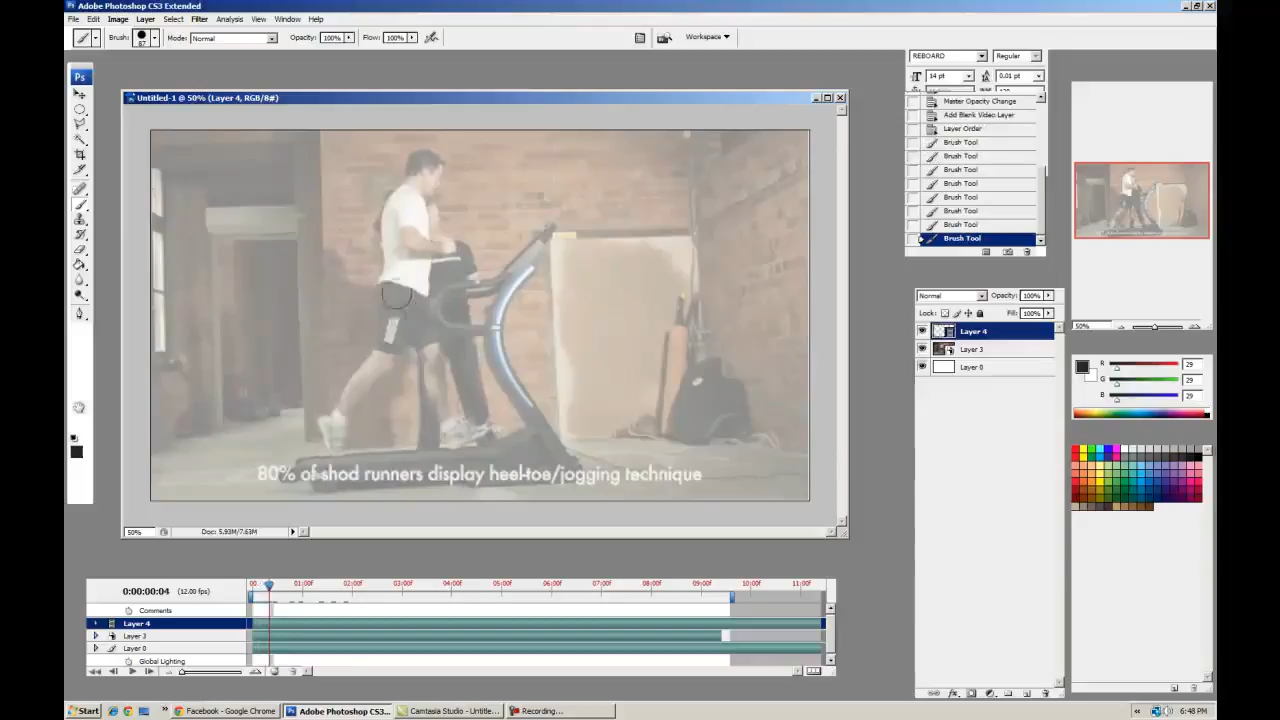 Adobe Photoshop CS3 Extended
File Edit Image Layer Select Filter Analysis View Window Help
Brush: 87 Mode: Normal Opacity: 100% Flow: 100% Workspace
Ps
Untitled-1 @ 50% (Layer 4, RGB/8#)
80% of shod runners display heel-toe/jogging technique
50% Doc: 5.93M/7.63M
REBOARD Regular
14 pt 0.01 pt
Master Opacity Change
Add Blank Video Layer
Layer Order
Brush Tool
Brush Tool
Brush Tool
Brush Tool
Brush Tool
Brush Tool
Brush Tool
Brush Tool
Normal Opacity: 100%
Lock: Fill: 100%
Layer 4
Layer 3
Layer 0
50%
R 29
G 29
B 29
0:00:00:04 (12.00 fps)
00... 01:00f 02:00f 03:00f 04:00f 05:00f 06:00f 07:00f 08:00f 09:00f 10:00f 11:00f
Comments
Layer 4
Layer 3
Layer 0
Global Lighting
Start » Facebook - Google Chrome Adobe Photoshop CS3... Camtasia Studio - Untitle... Recording... « 6:48 PM